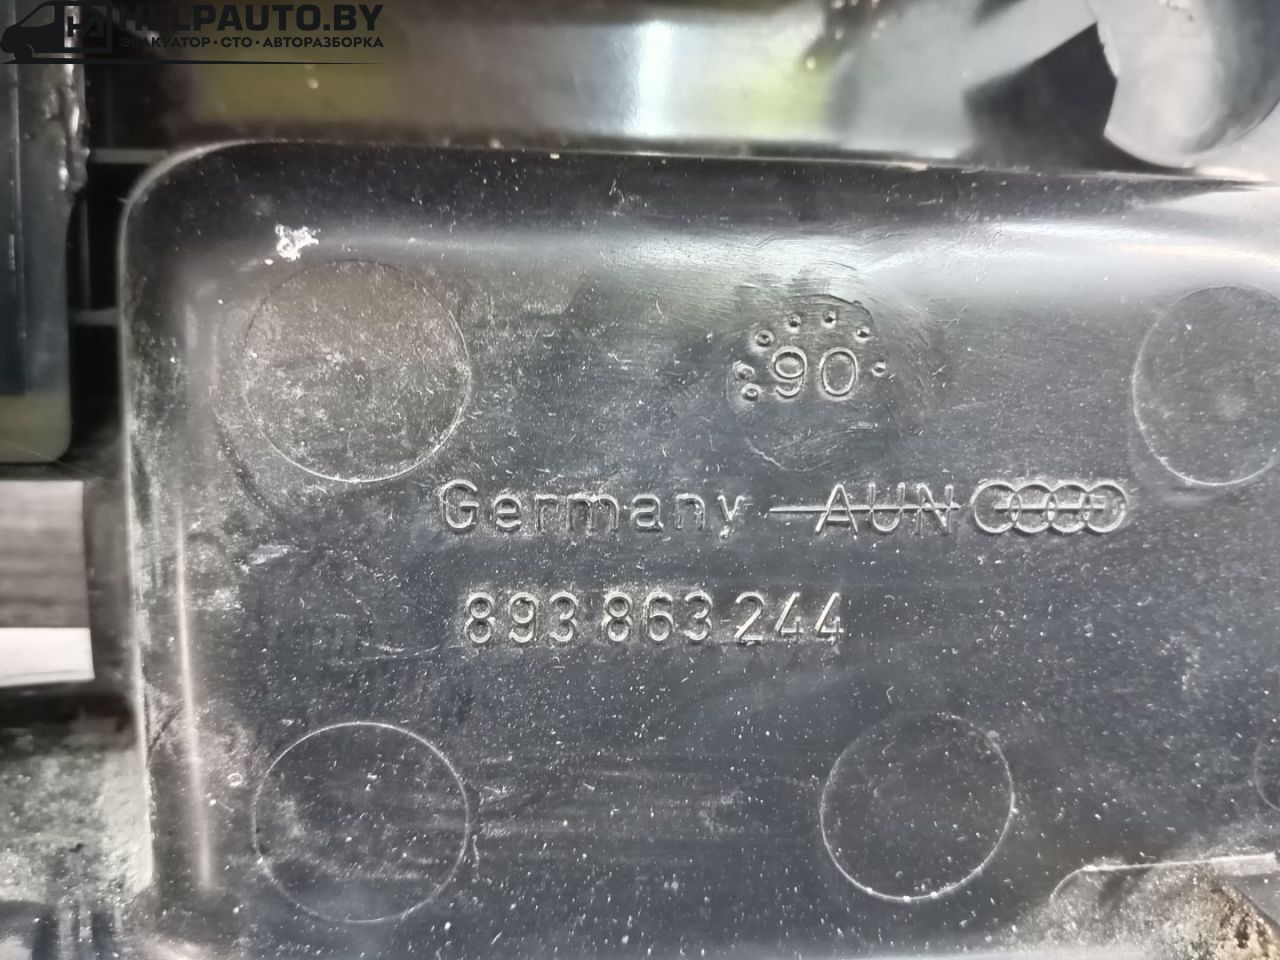 HELPAUTO.BY
ЭВАКУАТОР • СТО • АВТОРАЗБОРКА
90
Germany AUN
893 863 244